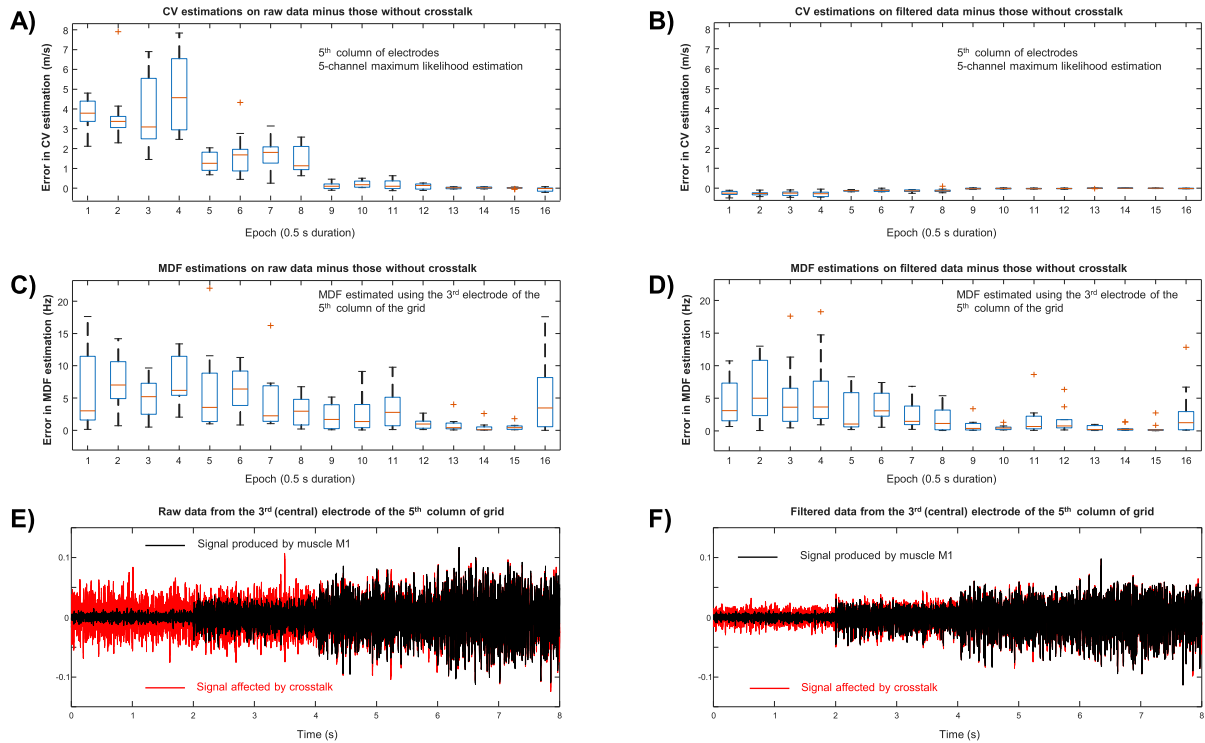 A)
CV estimations on raw data minus those without crosstalk
5th column of electrodes
5-channel maximum likelihood estimation
Error in CV estimation (m/s)
8
7
6
5
4
3
2
1
0
1 2 3 4 5 6 7 8 9 10 11 12 13 14 15 16
Epoch (0.5 s duration)
B)
CV estimations on filtered data minus those without crosstalk
5th column of electrodes
5-channel maximum likelihood estimation
Error in CV estimation (m/s)
8
7
6
5
4
3
2
1
0
1 2 3 4 5 6 7 8 9 10 11 12 13 14 15 16
Epoch (0.5 s duration)
C)
MDF estimations on raw data minus those without crosstalk
MDF estimated using the 3rd electrode of the
5th column of the grid
Error in MDF estimation (Hz)
20
15
10
5
0
1 2 3 4 5 6 7 8 9 10 11 12 13 14 15 16
Epoch (0.5 s duration)
D)
MDF estimations on filtered data minus those without crosstalk
MDF estimated using the 3rd electrode of the
5th column of the grid
Error in MDF estimation (Hz)
20
15
10
5
0
1 2 3 4 5 6 7 8 9 10 11 12 13 14 15 16
Epoch (0.5 s duration)
E)
Raw data from the 3rd (central) electrode of the 5th column of grid
Signal produced by muscle M1
0.1
0
-0.1
Signal affected by crosstalk
0 1 2 3 4 5 6 7 8
Time (s)
F)
Filtered data from the 3rd (central) electrode of the 5th column of grid
Signal produced by muscle M1
0.1
0
-0.1
Signal affected by crosstalk
0 1 2 3 4 5 6 7 8
Time (s)